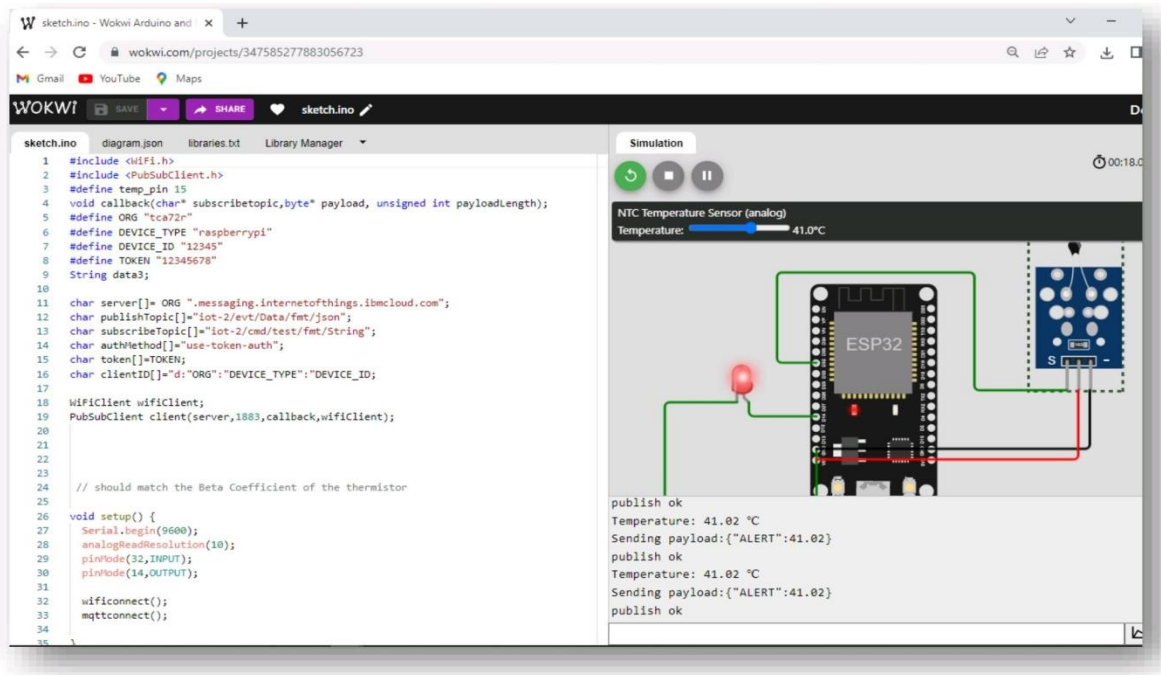 sketch.ino - Wokwi Arduino and
wokwi.com/projects/347585277883056723
Gmail YouTube Maps
WOKWI SAVE SHARE sketch.ino
sketch.ino diagram.json libraries.txt Library Manager
1 #include <WiFi.h>
2 #include <PubSubClient.h>
3 #define temp_pin 15
4 void callback(char* subscribetopic,byte* payload, unsigned int payloadLength);
5 #define ORG "tca72r"
6 #define DEVICE_TYPE "raspberrypi"
7 #define DEVICE_ID "12345"
8 #define TOKEN "12345678"
9 String data3;
10
11 char server[]= ORG ".messaging.internetofthings.ibmcloud.com";
12 char publishTopic[]="iot-2/evt/Data/fmt/json";
13 char subscribeTopic[]="iot-2/cmd/test/fmt/String";
14 char authMethod[]="use-token-auth";
15 char token[]=TOKEN;
16 char clientID[]="d:"ORG":"DEVICE_TYPE":"DEVICE_ID;
17
18 WiFiClient wifiClient;
19 PubSubClient client(server,1883,callback,wifiClient);
20
21
22
23
24 // should match the Beta Coefficient of the thermistor
25
26 void setup() {
27 Serial.begin(9600);
28 analogReadResolution(10);
29 pinMode(32,INPUT);
30 pinMode(14,OUTPUT);
31
32 wificonnect();
33 mqttconnect();
34
35 }
Simulation
00:18.0
NTC Temperature Sensor (analog)
Temperature: 41.0°C
ESP32
S -
publish ok
Temperature: 41.02 °C
Sending payload:{"ALERT":41.02}
publish ok
Temperature: 41.02 °C
Sending payload:{"ALERT":41.02}
publish ok